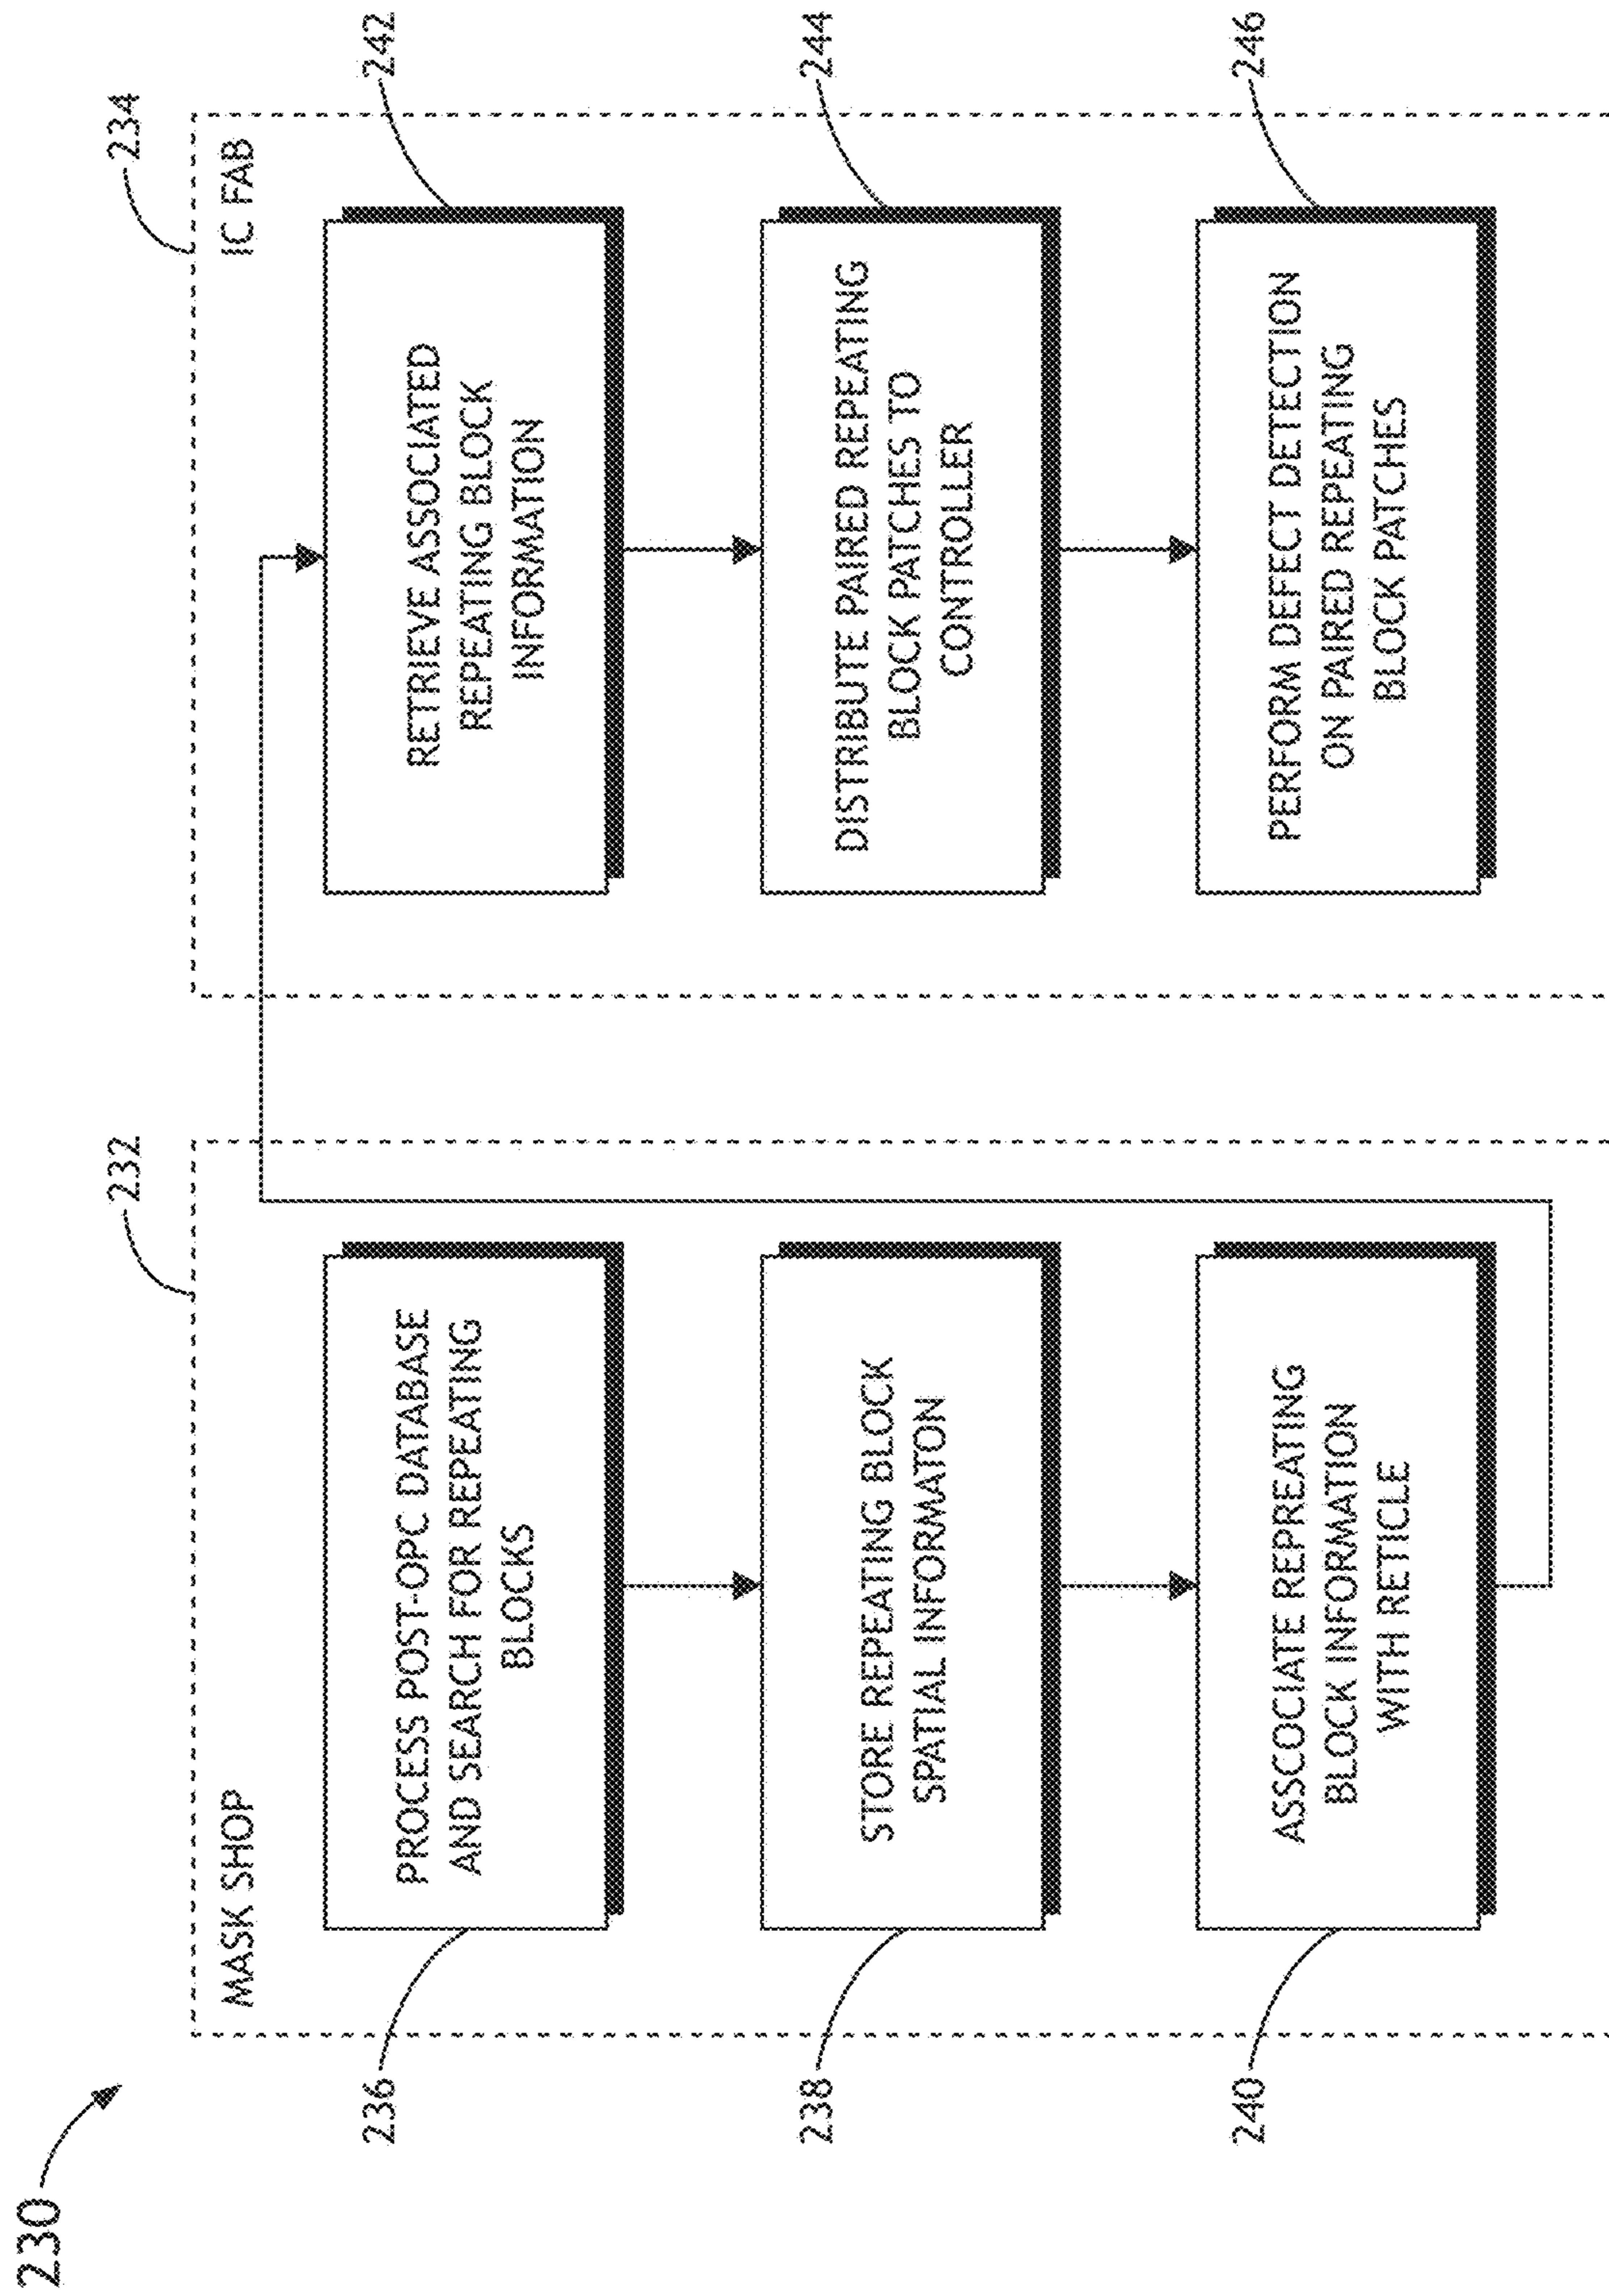 230
232
234
MASK SHOP
IC FAB
236
PROCESS POST-OPC DATABASE
AND SEARCH FOR REPEATING
BLOCKS
238
STORE REPEATING BLOCK
SPATIAL INFORMATON
240
ASSCOCIATE REPREATING
BLOCK INFORMATION
WITH RETICLE
242
RETRIEVE ASSOCIATED
REPEATING BLOCK
INFORMATION
244
DISTRIBUTE PAIRED REPEATING
BLOCK PATCHES TO
CONTROLLER
246
PERFORM DEFECT DETECTION
ON PAIRED REPEATING
BLOCK PATCHES